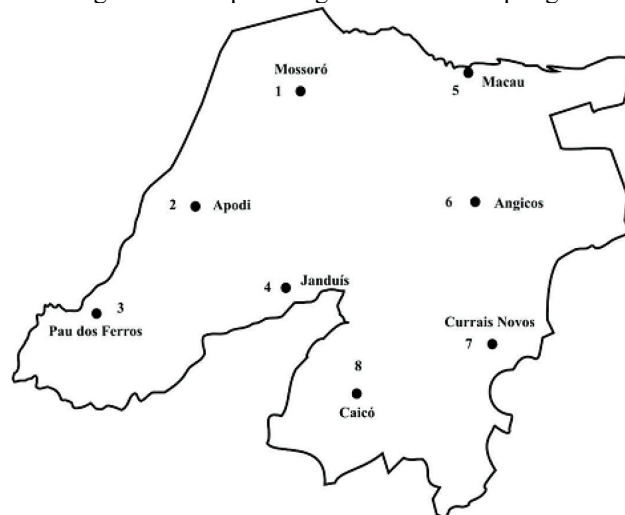 Mossoró
1
5
Macau
2
Apodi
6
Angicos
4
Janduís
3
Pau dos Ferros
Currais Novos
7
8
Caicó